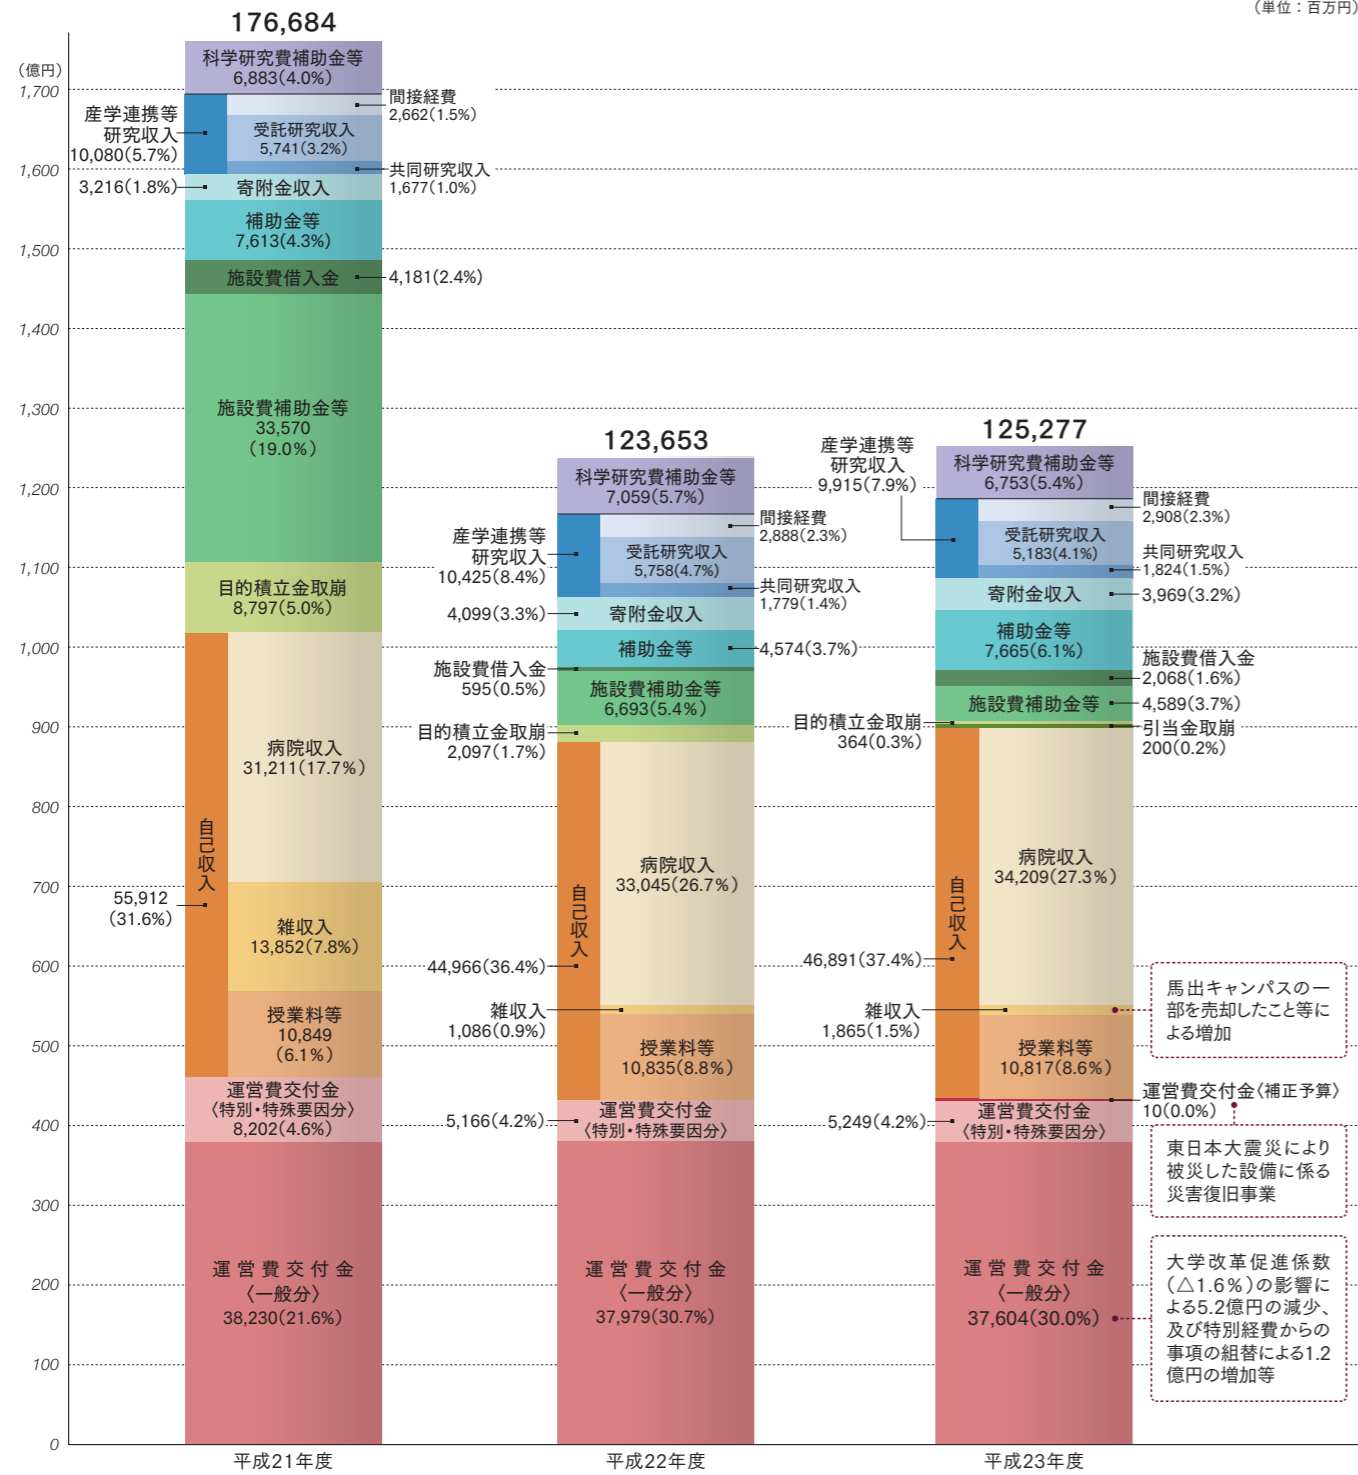 (単位：百万円)
(億円)
1,700
1,600
1,500
1,400
1,300
1,200
1,100
1,000
900
800
700
600
500
400
300
200
100
0
176,684
科学研究費補助金等
6,883(4.0%)
産学連携等
研究収入
10,080(5.7%)
間接経費
2,662(1.5%)
受託研究収入
5,741(3.2%)
共同研究収入
1,677(1.0%)
3,216(1.8%)
寄附金収入
補助金等
7,613(4.3%)
施設費借入金
4,181(2.4%)
施設費補助金等
33,570
(19.0%)
目的積立金取崩
8,797(5.0%)
病院収入
31,211(17.7%)
自己収入
55,912
(31.6%)
雑収入
13,852(7.8%)
授業料等
10,849
(6.1%)
運営費交付金
〈特別・特殊要因分〉
8,202(4.6%)
運営費交付金
〈一般分〉
38,230(21.6%)
平成21年度
123,653
科学研究費補助金等
7,059(5.7%)
産学連携等
研究収入
10,425(8.4%)
間接経費
2,888(2.3%)
受託研究収入
5,758(4.7%)
共同研究収入
1,779(1.4%)
4,099(3.3%)
寄附金収入
補助金等
4,574(3.7%)
施設費借入金
595(0.5%)
施設費補助金等
6,693(5.4%)
目的積立金取崩
2,097(1.7%)
病院収入
33,045(26.7%)
自己収入
44,966(36.4%)
雑収入
1,086(0.9%)
授業料等
10,835(8.8%)
5,166(4.2%)
運営費交付金
〈特別・特殊要因分〉
運営費交付金
〈一般分〉
37,979(30.7%)
平成22年度
125,277
科学研究費補助金等
6,753(5.4%)
産学連携等
研究収入
9,915(7.9%)
間接経費
2,908(2.3%)
受託研究収入
5,183(4.1%)
共同研究収入
1,824(1.5%)
寄附金収入
3,969(3.2%)
補助金等
7,665(6.1%)
施設費借入金
2,068(1.6%)
施設費補助金等
4,589(3.7%)
目的積立金取崩
364(0.3%)
引当金取崩
200(0.2%)
病院収入
34,209(27.3%)
自己収入
46,891(37.4%)
雑収入
1,865(1.5%)
馬出キャンパスの一
部を売却したこと等に
よる増加
授業料等
10,817(8.6%)
運営費交付金〈補正予算〉
10(0.0%)
5,249(4.2%)
運営費交付金
〈特別・特殊要因分〉
東日本大震災により
被災した設備に係る
災害復旧事業
運営費交付金
〈一般分〉
37,604(30.0%)
大学改革促進係数
(△1.6%)の影響に
よる5.2億円の減少、
及び特別経費からの
事項の組替による1.2
億円の増加等
平成23年度